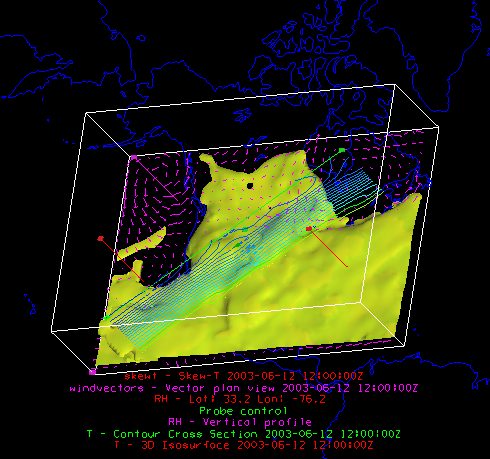 skewt - Skew-T 2003-06-12 12:00:00Z
windvectors - Vector plan view 2003-06-12 12:00:00Z
RH - Lat: 33.2 Lon: -76.2
Probe control
RH - Vertical profile
T - Contour Cross Section 2003-06-12 12:00:00Z
T - 3D Isosurface 2003-06-12 12:00:00Z